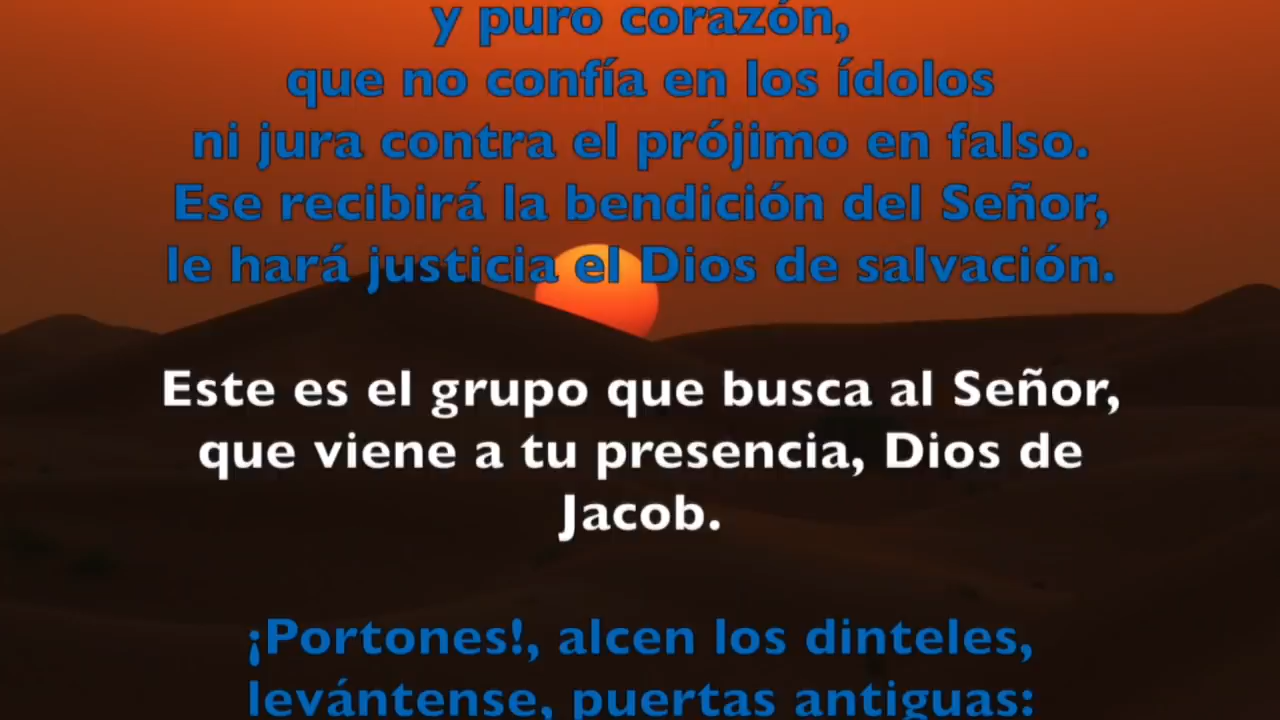 y puro corazón,
que no confía en los ídolos
ni jura contra el prójimo en falso.
Ese recibirá la bendición del Señor,
le hará justicia el Dios de salvación.
Este es el grupo que busca al Señor,
que viene a tu presencia, Dios de
Jacob.
¡Portones!, alcen los dinteles,
levántense, puertas antiguas: